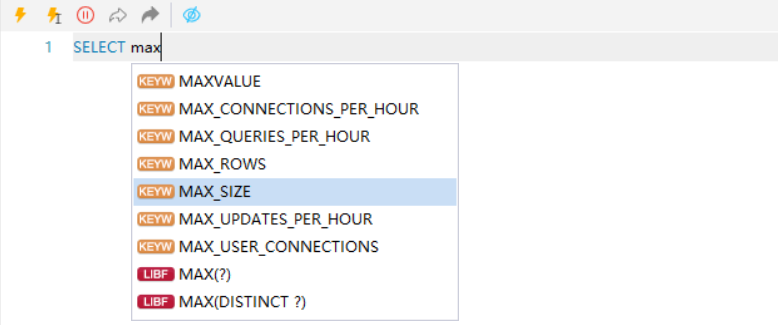 1 SELECT max
KEYW MAXVALUE
KEYW MAX_CONNECTIONS_PER_HOUR
KEYW MAX_QUERIES_PER_HOUR
KEYW MAX_ROWS
KEYW MAX_SIZE
KEYW MAX_UPDATES_PER_HOUR
KEYW MAX_USER_CONNECTIONS
LIBF MAX(?)
LIBF MAX(DISTINCT ?)